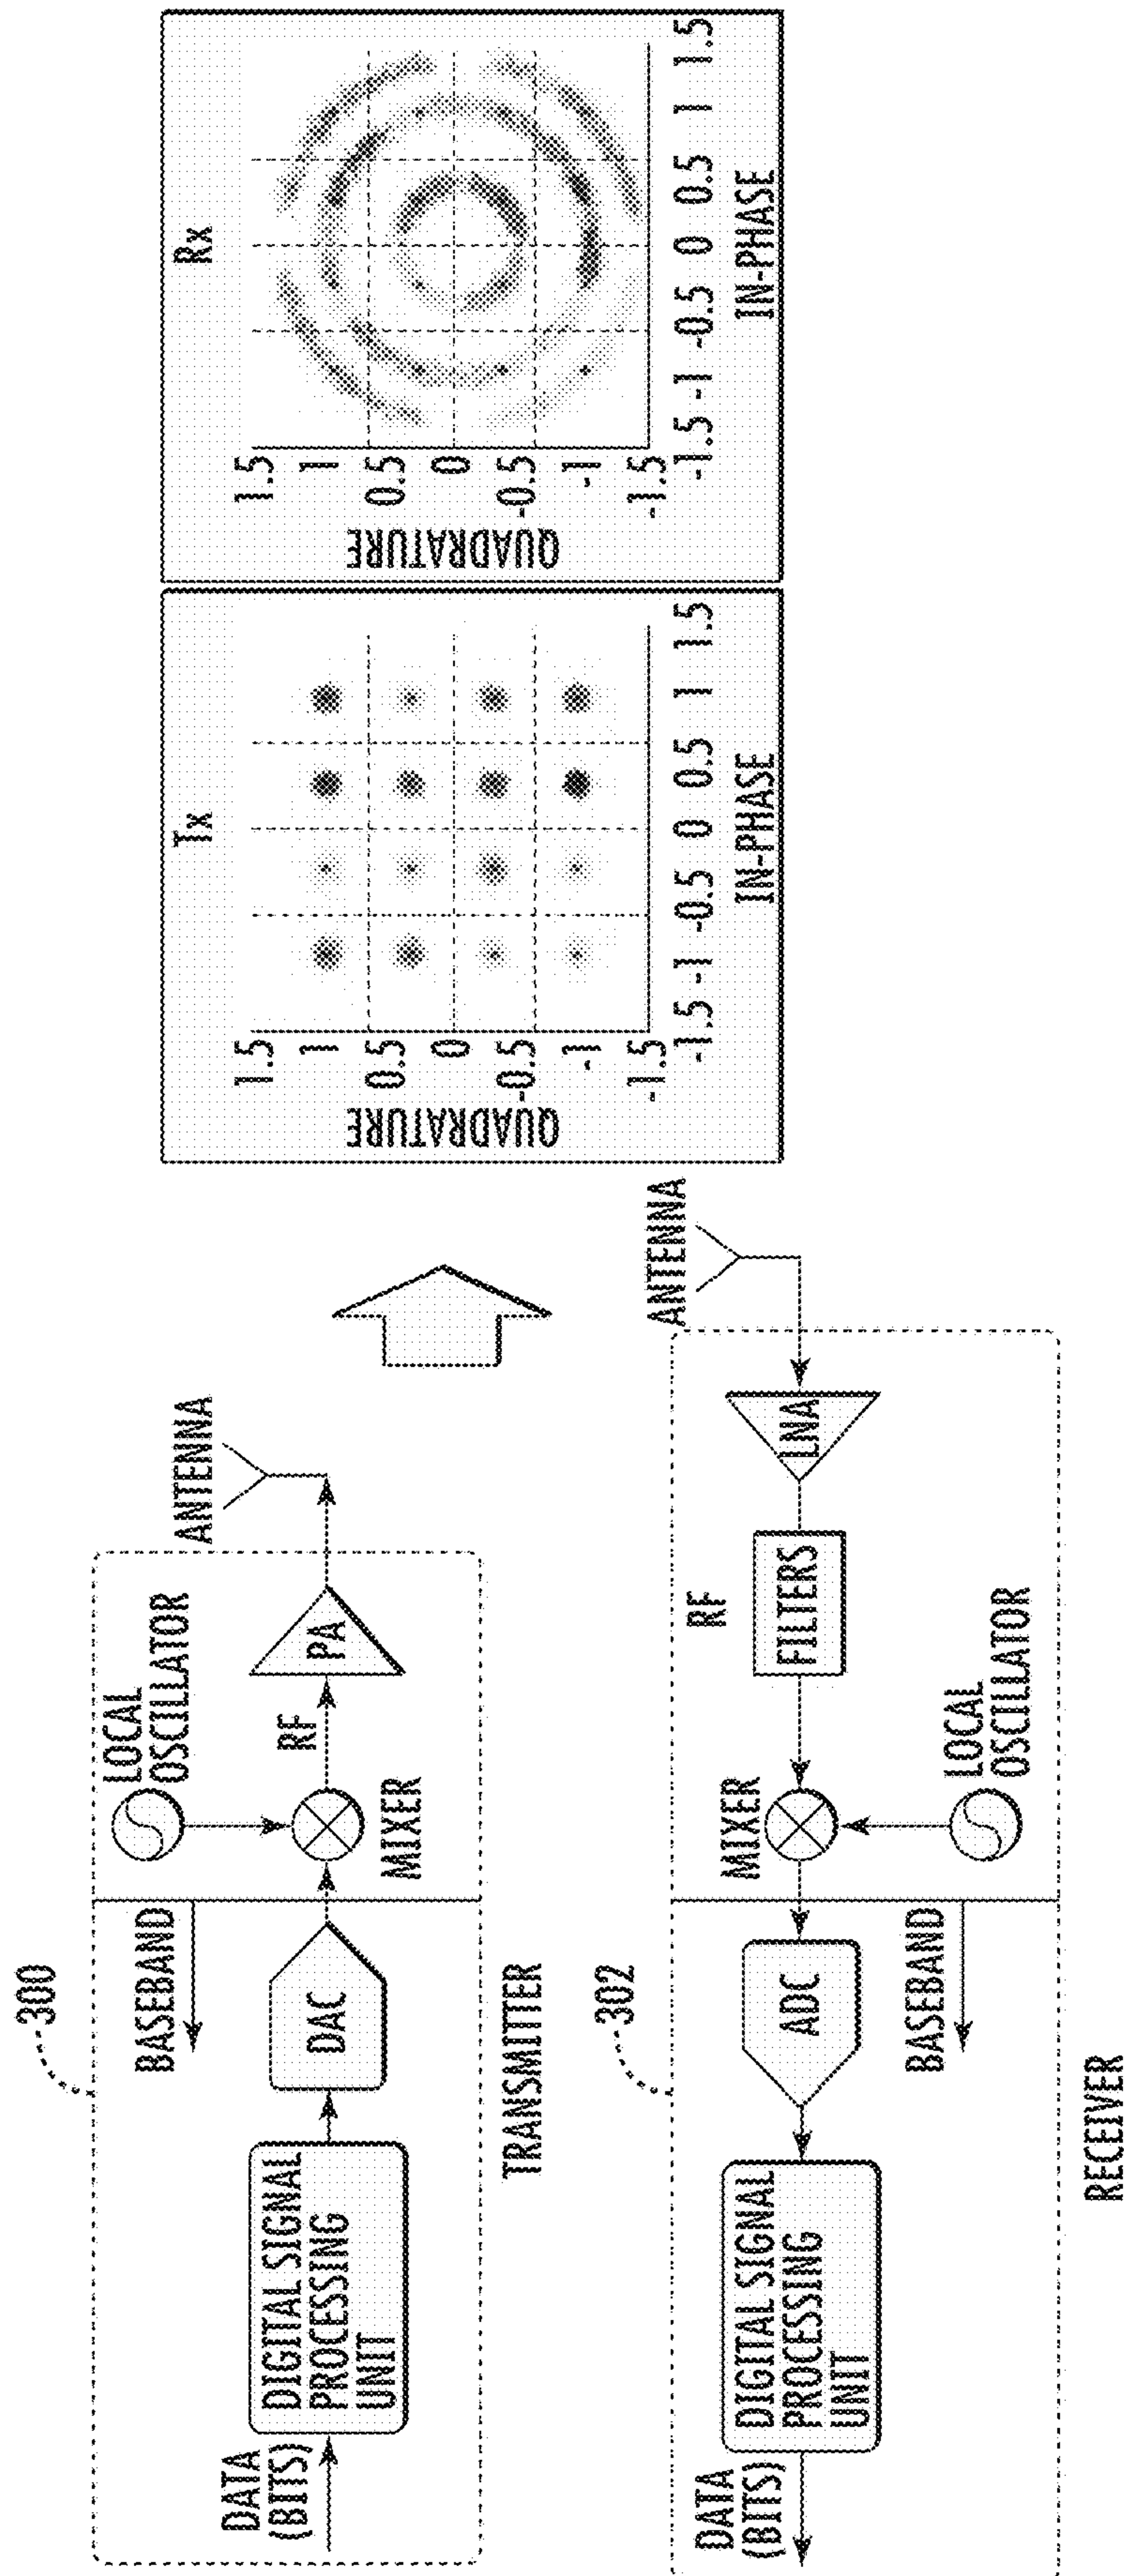 300
BASEBAND
LOCAL
OSCILLATOR
ANTENNA
DATA
(BITS)
DIGITAL SIGNAL
PROCESSING
UNIT
DAC
MIXER
RF
PA
TRANSMITTER
302
DATA
(BITS)
DIGITAL SIGNAL
PROCESSING
UNIT
ADC
MIXER
RF
FILTERS
LNA
ANTENNA
BASEBAND
LOCAL
OSCILLATOR
RECEIVER
Tx
QUADRATURE
1.5
1
0.5
0
-0.5
-1
-1.5
-1.5 -1 -0.5 0 0.5 1 1.5
IN-PHASE
Rx
QUADRATURE
1.5
1
0.5
0
-0.5
-1
-1.5
-1.5 -1 -0.5 0 0.5 1 1.5
IN-PHASE